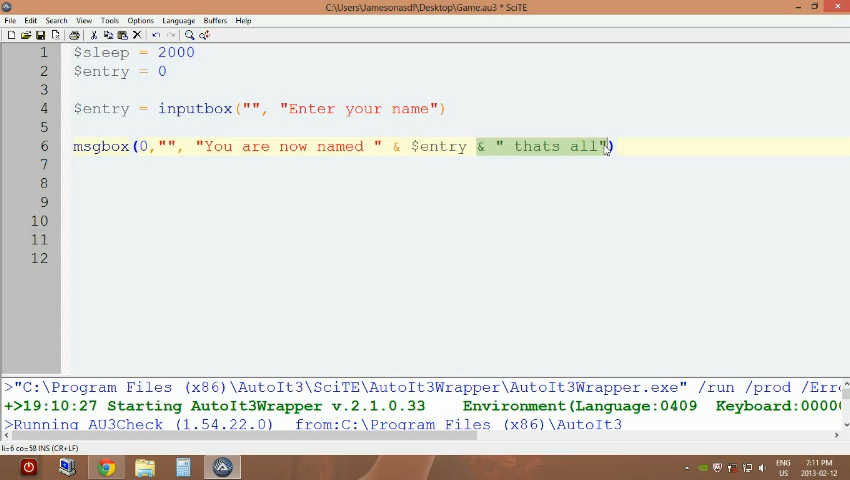 C:\Users\Jamesonasdf\Desktop\Game.au3 * SciTE
File Edit Search View Tools Options Language Buffers Help
1 $sleep = 2000
2 $entry = 0
3
4 $entry = inputbox("", "Enter your name")
5
6 msgbox(0,"", "You are now named " & $entry & " thats all")
7
8
9
10
11
12
>"C:\Program Files (x86)\AutoIt3\SciTE\AutoIt3Wrapper\AutoIt3Wrapper.exe" /run /prod /Erro
+>19:10:27 Starting AutoIt3Wrapper v.2.1.0.33 Environment(Language:0409 Keyboard:00000
>Running AU3Check (1.54.22.0) from:C:\Program Files (x86)\AutoIt3
li=6 co=58 INS (CR+LF)
ENG 7:11 PM
US 2013-02-12